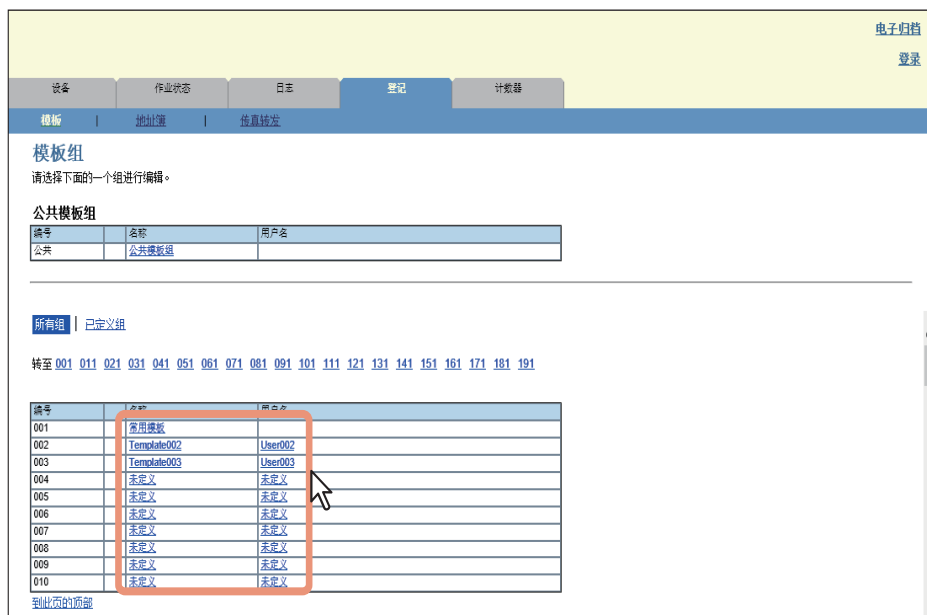 电子归档
登录
设备 作业状态 日志 登记 计数器
模板 | 地址簿 | 传真转发
模板组
请选择下面的一个组进行编辑。
公共模板组
编号 名称 用户名
公共 公共模板组
所有组 | 已定义组
转至 001 011 021 031 041 051 061 071 081 091 101 111 121 131 141 151 161 171 181 191
编号 名称 用户名
001 常用模板
002 Template002 User002
003 Template003 User003
004 未定义 未定义
005 未定义 未定义
006 未定义 未定义
007 未定义 未定义
008 未定义 未定义
009 未定义 未定义
010 未定义 未定义
到此页的顶部